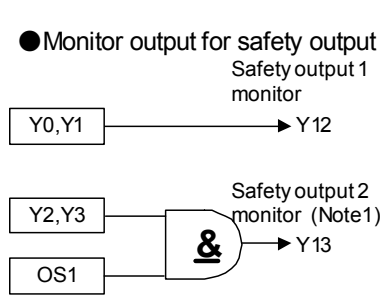 ●Monitor output for safety output
Safety output 1
monitor
Y0,Y1
Y12
Safety output 2
monitor (Note1)
Y2,Y3
&
Y13
OS1